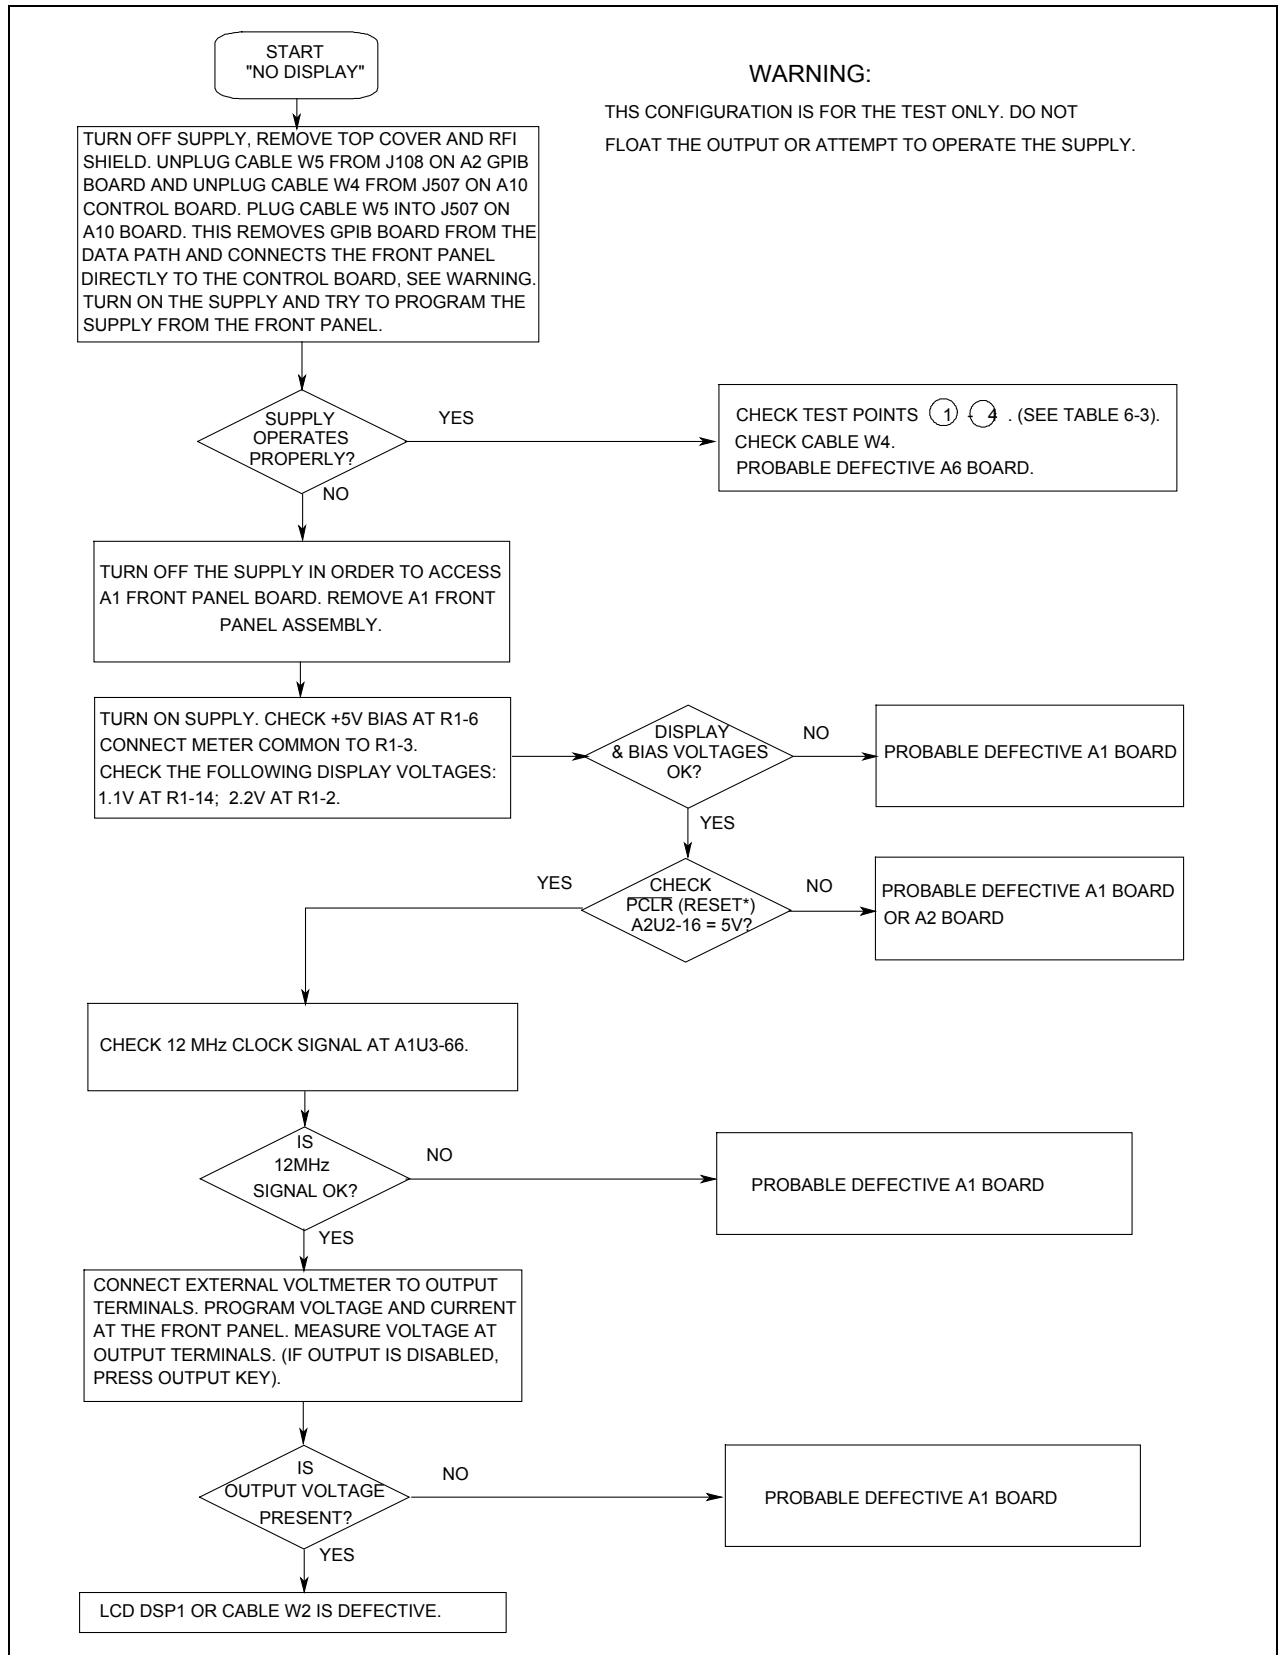 START
"NO DISPLAY"
WARNING:
THS CONFIGURATION IS FOR THE TEST ONLY. DO NOT
FLOAT THE OUTPUT OR ATTEMPT TO OPERATE THE SUPPLY.
TURN OFF SUPPLY, REMOVE TOP COVER AND RFI
SHIELD. UNPLUG CABLE W5 FROM J108 ON A2 GPIB
BOARD AND UNPLUG CABLE W4 FROM J507 ON A10
CONTROL BOARD. PLUG CABLE W5 INTO J507 ON
A10 BOARD. THIS REMOVES GPIB BOARD FROM THE
DATA PATH AND CONNECTS THE FRONT PANEL
DIRECTLY TO THE CONTROL BOARD, SEE WARNING.
TURN ON THE SUPPLY AND TRY TO PROGRAM THE
SUPPLY FROM THE FRONT PANEL.
SUPPLY
OPERATES
PROPERLY?
YES
NO
CHECK TEST POINTS 1 - 4 . (SEE TABLE 6-3).
CHECK CABLE W4.
PROBABLE DEFECTIVE A6 BOARD.
TURN OFF THE SUPPLY IN ORDER TO ACCESS
A1 FRONT PANEL BOARD. REMOVE A1 FRONT
PANEL ASSEMBLY.
TURN ON SUPPLY. CHECK +5V BIAS AT R1-6
CONNECT METER COMMON TO R1-3.
CHECK THE FOLLOWING DISPLAY VOLTAGES:
1.1V AT R1-14; 2.2V AT R1-2.
DISPLAY
& BIAS VOLTAGES
OK?
NO
PROBABLE DEFECTIVE A1 BOARD
YES
CHECK
PCLR (RESET*)
A2U2-16 = 5V?
YES
NO
PROBABLE DEFECTIVE A1 BOARD
OR A2 BOARD
CHECK 12 MHz CLOCK SIGNAL AT A1U3-66.
IS
12MHz
SIGNAL OK?
NO
PROBABLE DEFECTIVE A1 BOARD
YES
CONNECT EXTERNAL VOLTMETER TO OUTPUT
TERMINALS. PROGRAM VOLTAGE AND CURRENT
AT THE FRONT PANEL. MEASURE VOLTAGE AT
OUTPUT TERMINALS. (IF OUTPUT IS DISABLED,
PRESS OUTPUT KEY).
IS
OUTPUT VOLTAGE
PRESENT?
NO
PROBABLE DEFECTIVE A1 BOARD
YES
LCD DSP1 OR CABLE W2 IS DEFECTIVE.